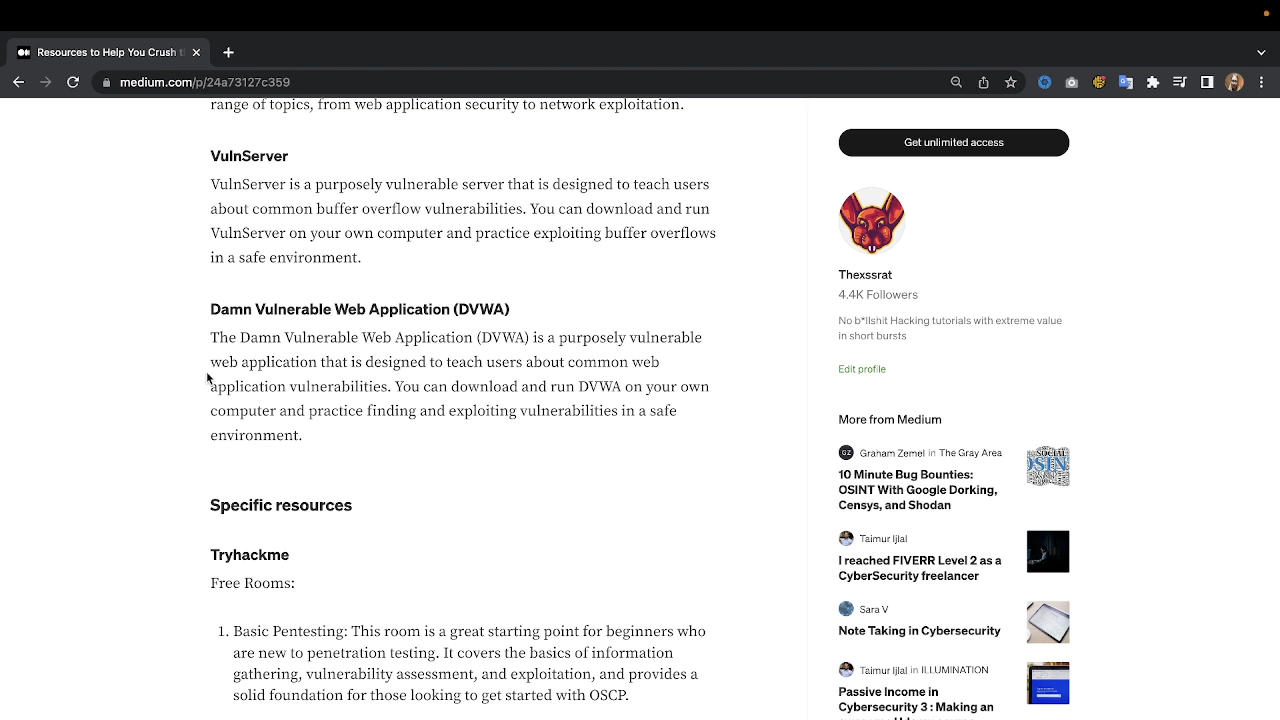 Resources to Help You Crush t
medium.com/p/24a73127c359
range of topics, from web application security to network exploitation.
VulnServer
VulnServer is a purposely vulnerable server that is designed to teach users
about common buffer overflow vulnerabilities. You can download and run
VulnServer on your own computer and practice exploiting buffer overflows
in a safe environment.
Damn Vulnerable Web Application (DVWA)
The Damn Vulnerable Web Application (DVWA) is a purposely vulnerable
web application that is designed to teach users about common web
application vulnerabilities. You can download and run DVWA on your own
computer and practice finding and exploiting vulnerabilities in a safe
environment.
Specific resources
Tryhackme
Free Rooms:
1. Basic Pentesting: This room is a great starting point for beginners who
are new to penetration testing. It covers the basics of information
gathering, vulnerability assessment, and exploitation, and provides a
solid foundation for those looking to get started with OSCP.
Get unlimited access
Thexssrat
4.4K Followers
No b*llshit Hacking tutorials with extreme value
in short bursts
Edit profile
More from Medium
GZ Graham Zemel in The Gray Area
10 Minute Bug Bounties:
OSINT With Google Dorking,
Censys, and Shodan
SOCIAL
OSIN
Taimur Ijlal
I reached FIVERR Level 2 as a
CyberSecurity freelancer
Sara V
Note Taking in Cybersecurity
Taimur Ijlal in ILLUMINATION
Passive Income in
Cybersecurity 3 : Making an